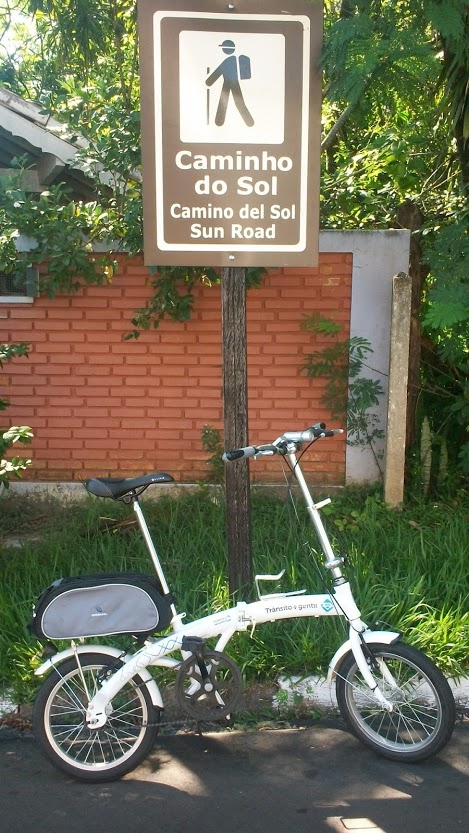 Caminho
do Sol
Camino del Sol
Sun Road
Trânsito + gentil